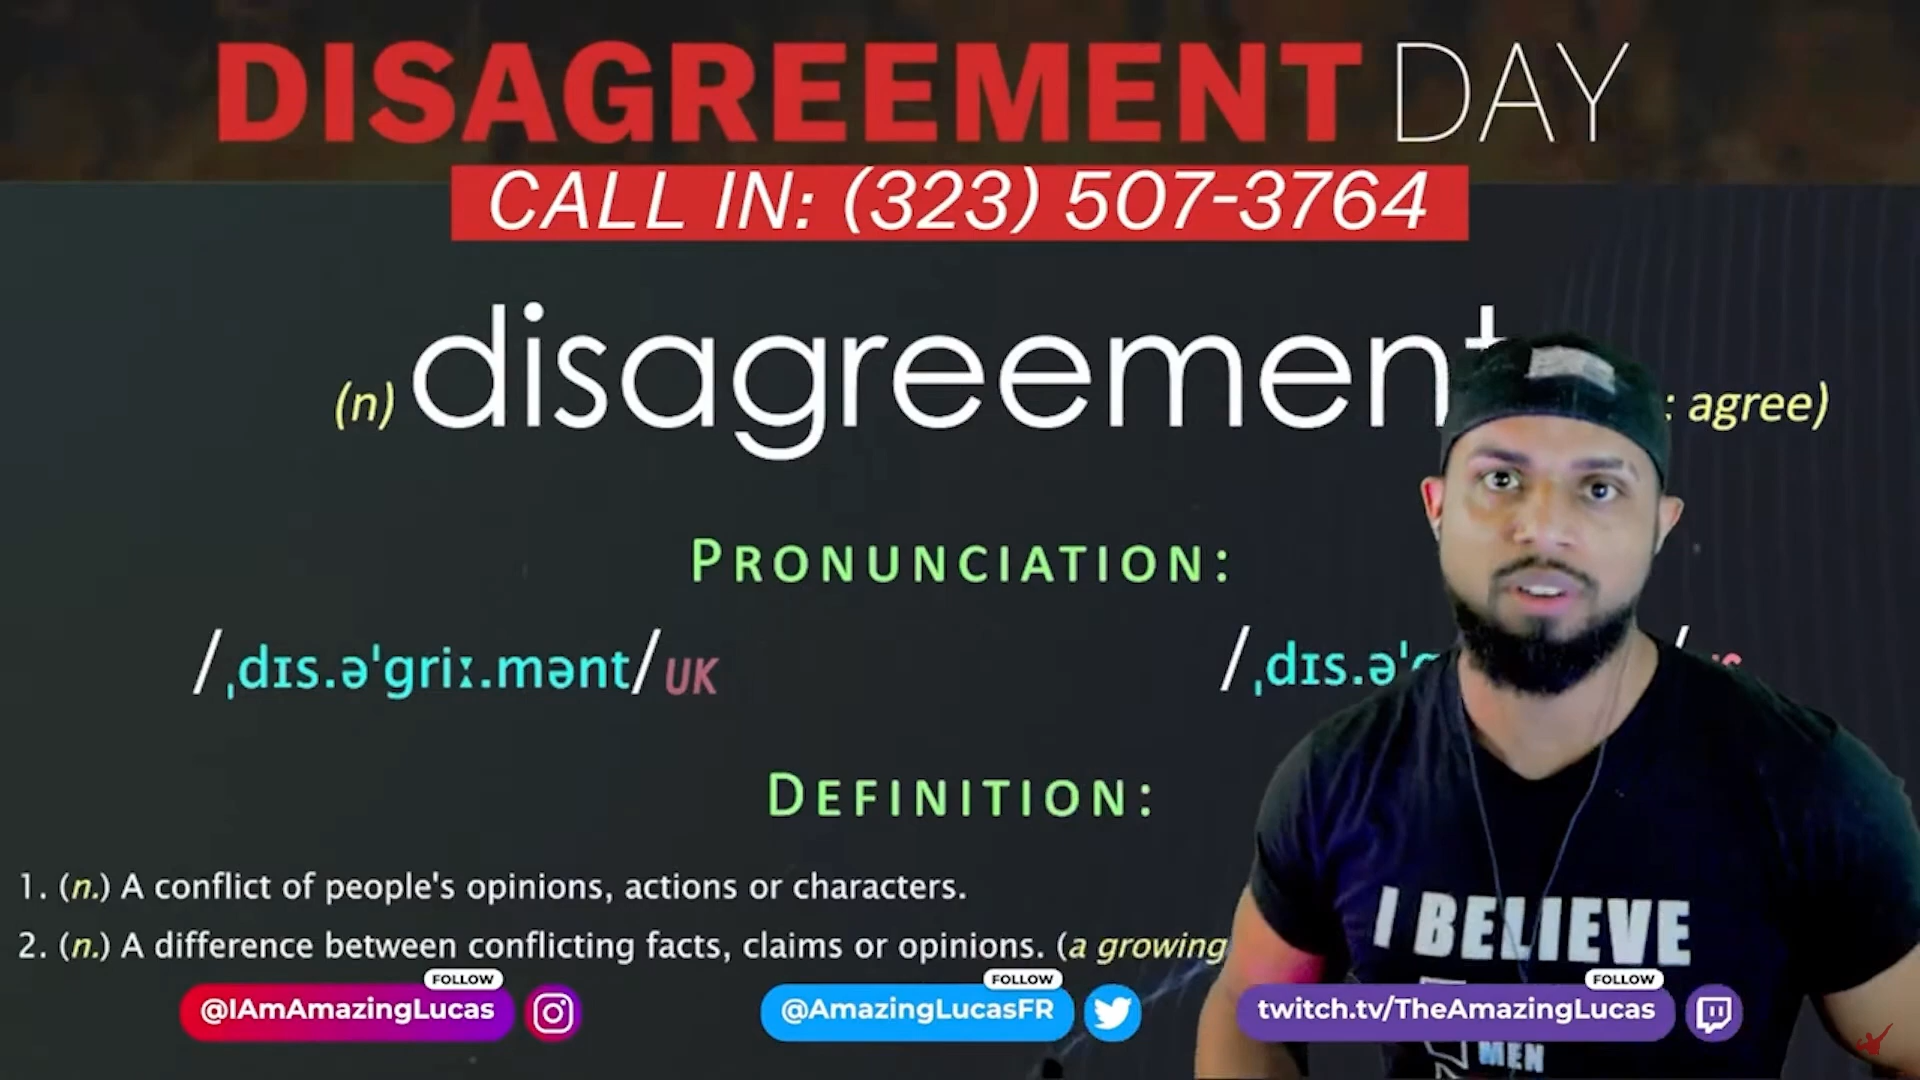 DISAGREEMENT DAY
CALL IN: (323) 507-3764
(n) disagreement : agree)
PRONUNCIATION:
/ˌdɪs.əˈɡriː.mənt/UK /ˌdɪs.əˈɡ
DEFINITION:
1. (n.) A conflict of people's opinions, actions or characters.
2. (n.) A difference between conflicting facts, claims or opinions. (a growing
I BELIEVE
FOLLOW FOLLOW FOLLOW
@IAmAmazingLucas @AmazingLucasFR twitch.tv/TheAmazingLucas
MEN